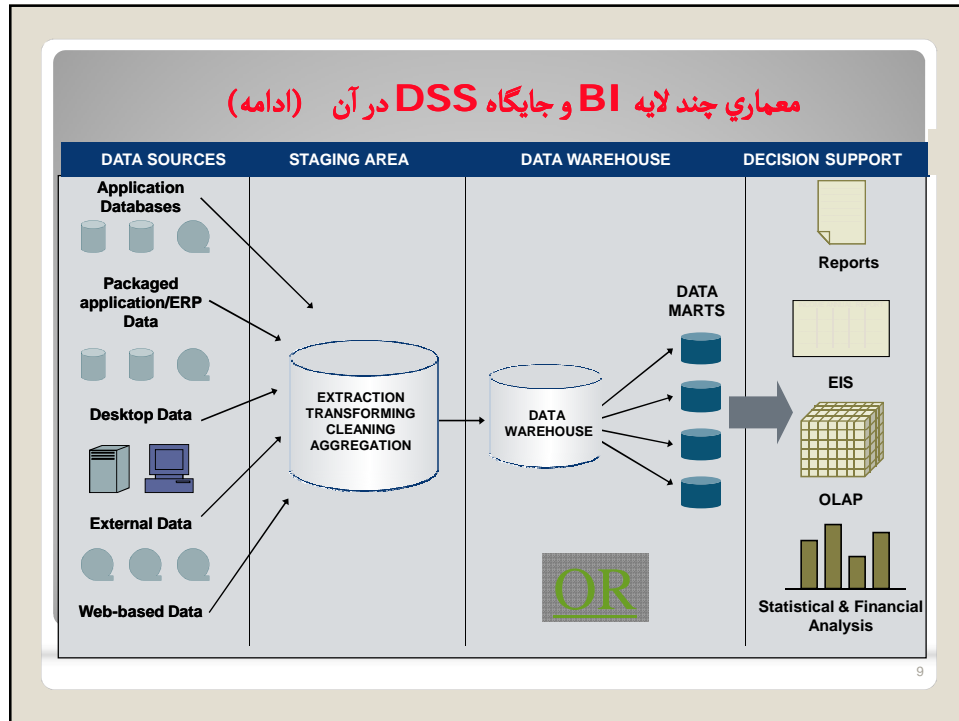 معماري چند لايه BI و جايگاه DSS در آن (ادامه)
DATA SOURCES
STAGING AREA
DATA WAREHOUSE
DECISION SUPPORT
Application
Databases
Packaged
application/ERP
Data
Desktop Data
External Data
Web-based Data
EXTRACTION
TRANSFORMING
CLEANING
AGGREGATION
DATA
WAREHOUSE
DATA
MARTS
OR
Reports
EIS
OLAP
Statistical & Financial
Analysis
9